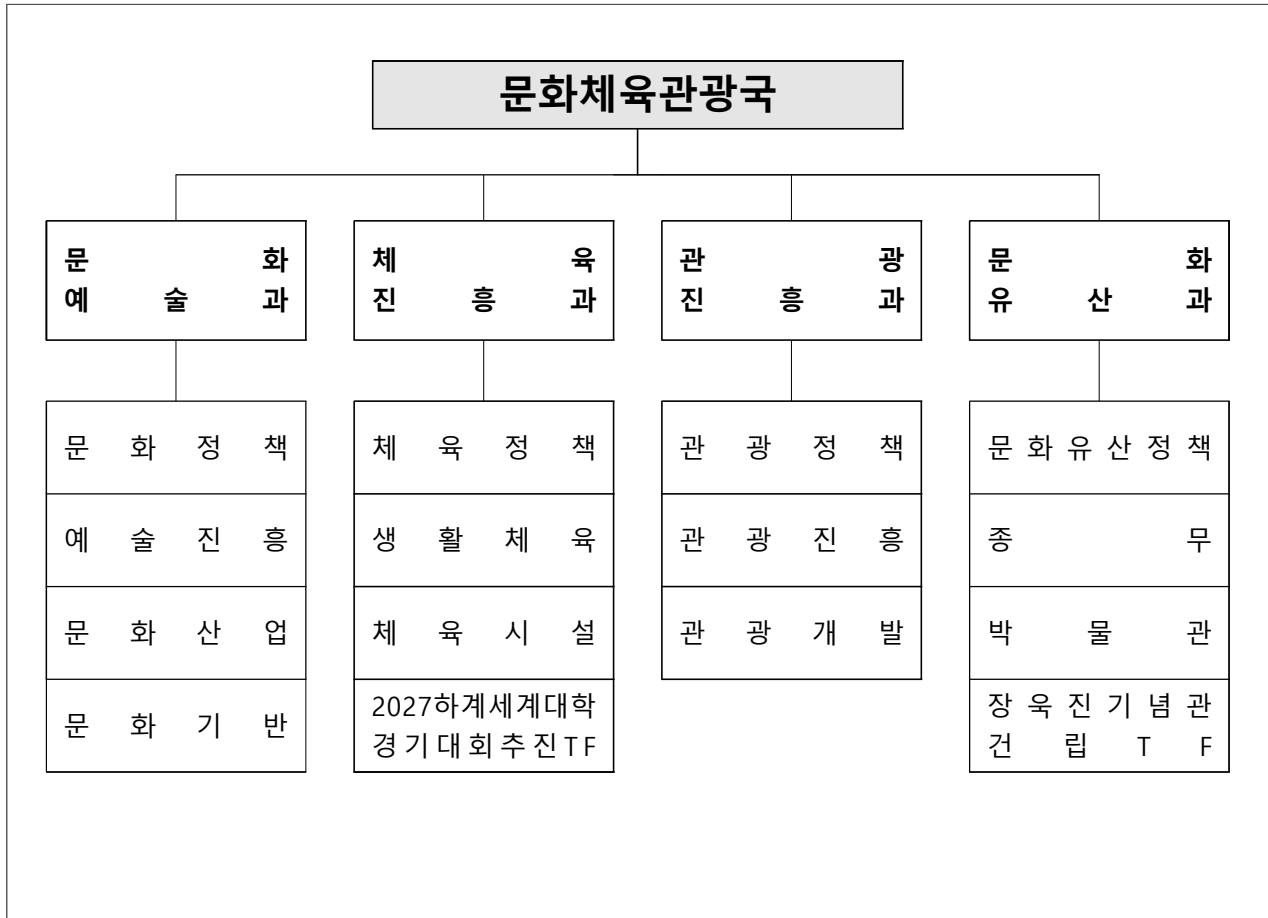 문화체육관광국
문화
예술과
체육
진흥과
관광
진흥과
문화
유산과
문화정책
예술진흥
문화산업
문화기반
체육정책
생활체육
체육시설
2027하계세계대학
경기대회추진TF
관광정책
관광진흥
관광개발
문화유산정책
종무
박물관
장욱진기념관
건립TF